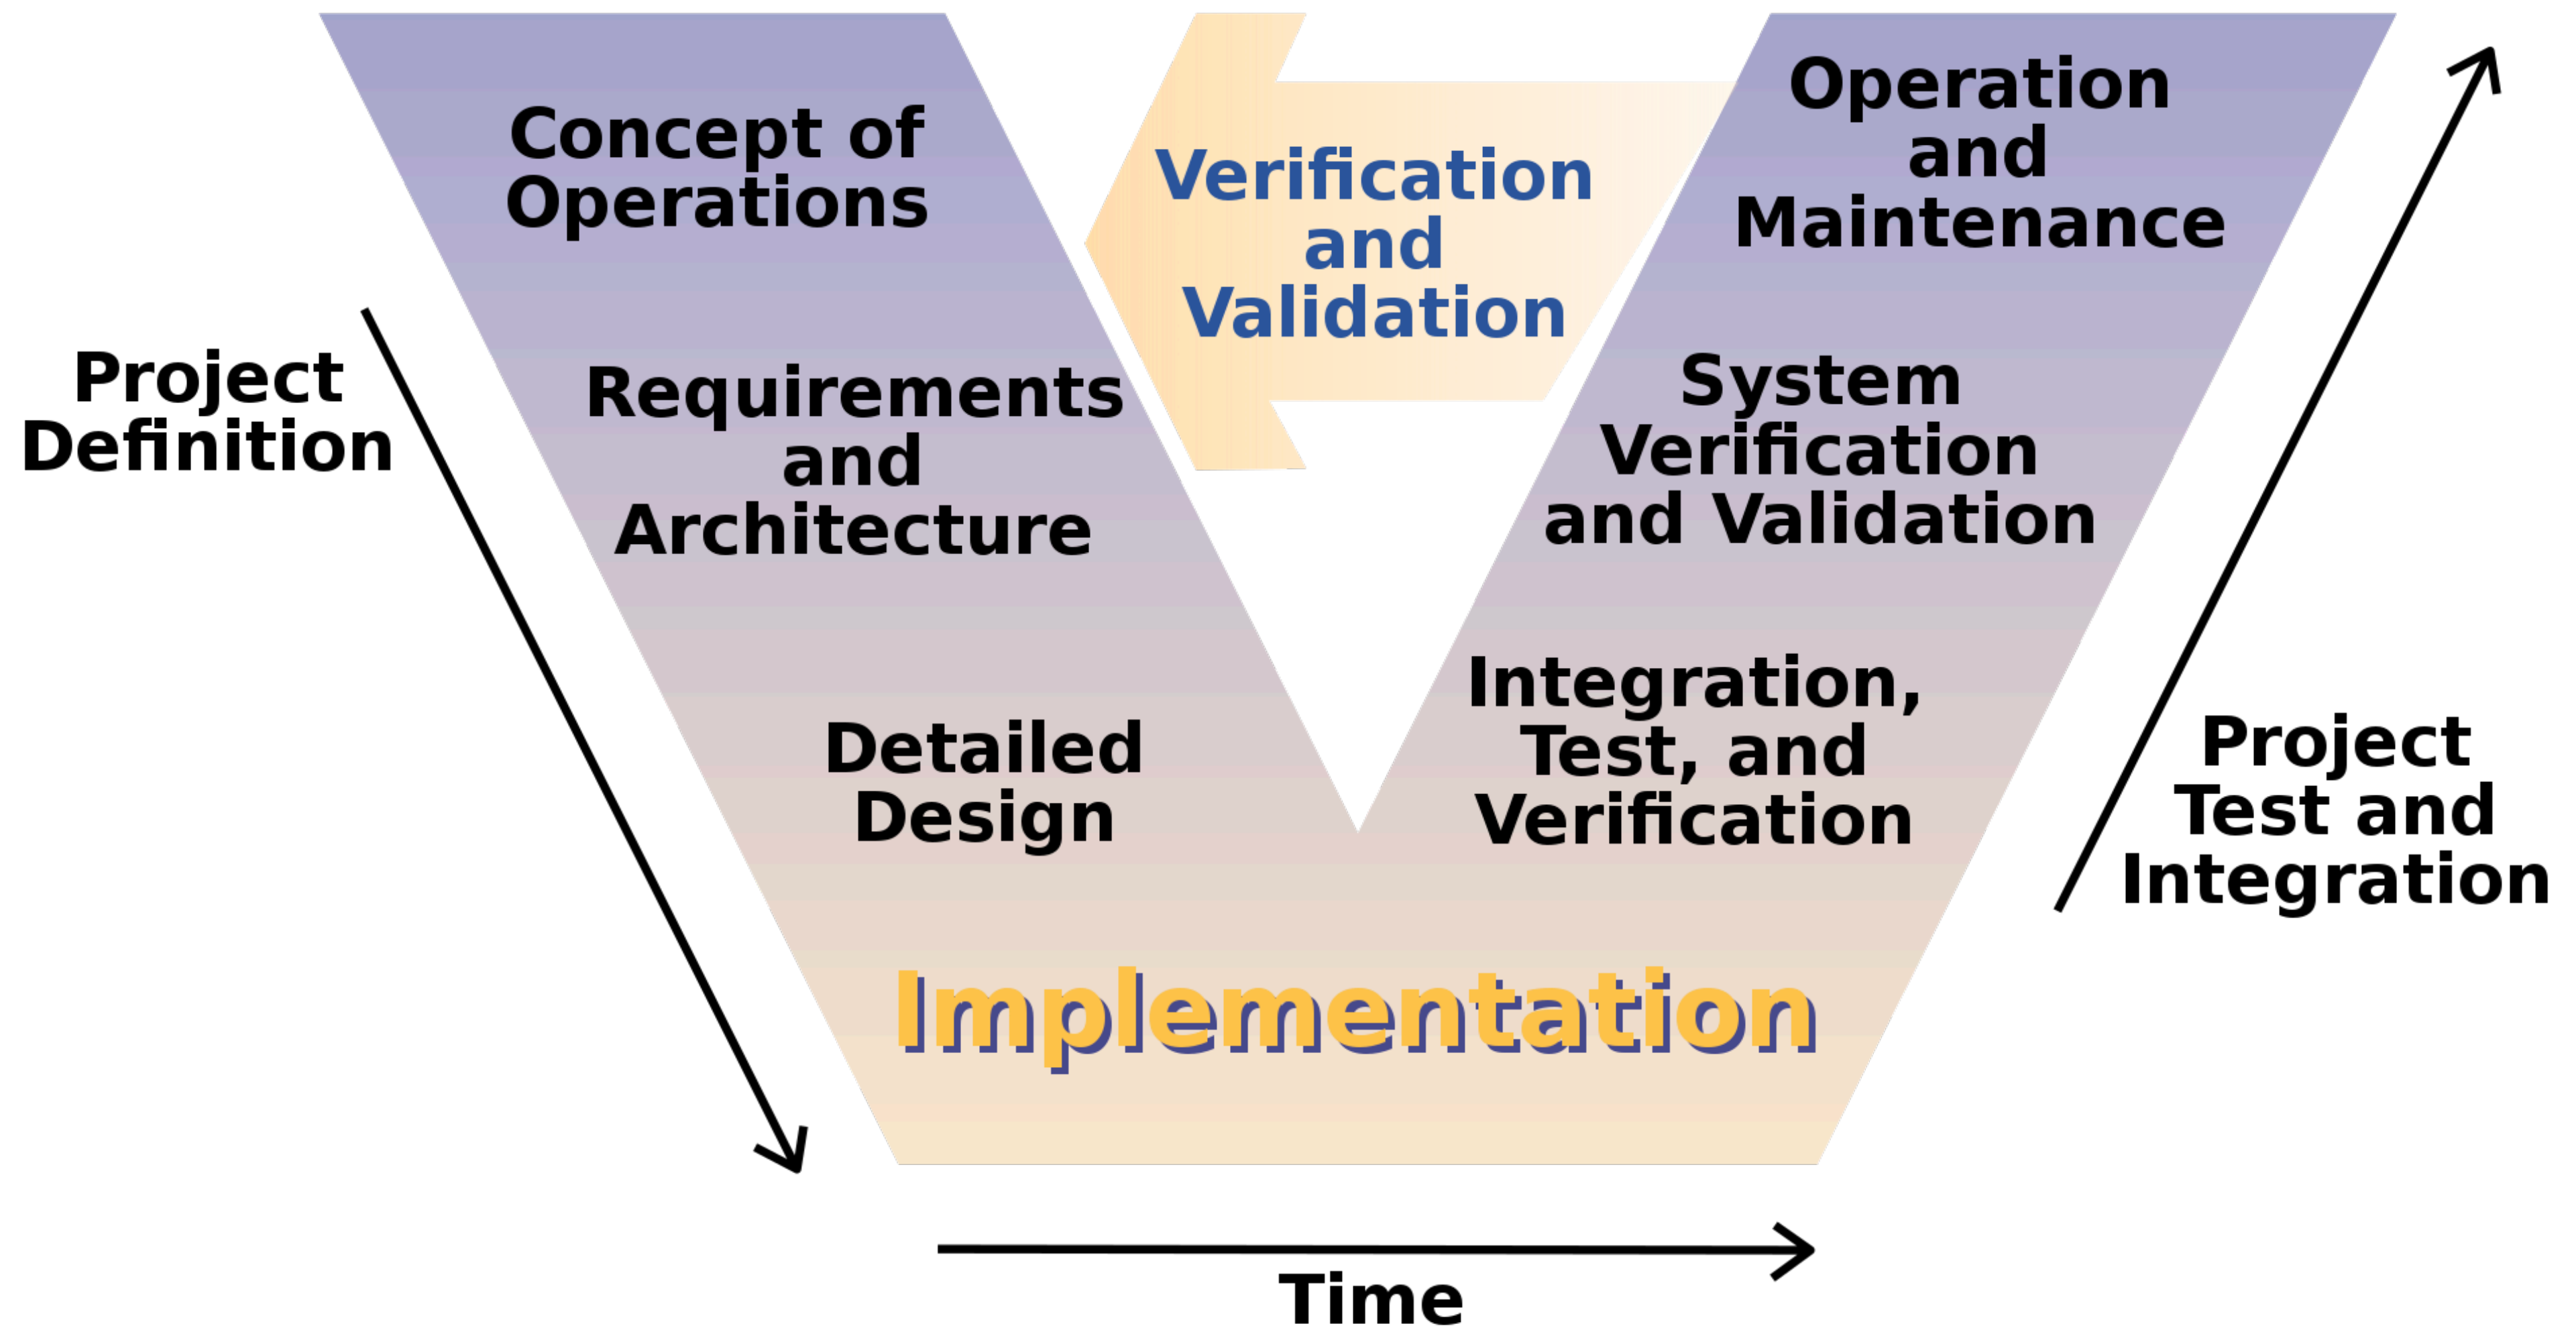 Concept of
Operations
Verification
and
Validation
Operation
and
Maintenance
Project
Definition
Requirements
and
Architecture
System
Verification
and Validation
Detailed
Design
Integration,
Test, and
Verification
Project
Test and
Integration
Implementation
Time